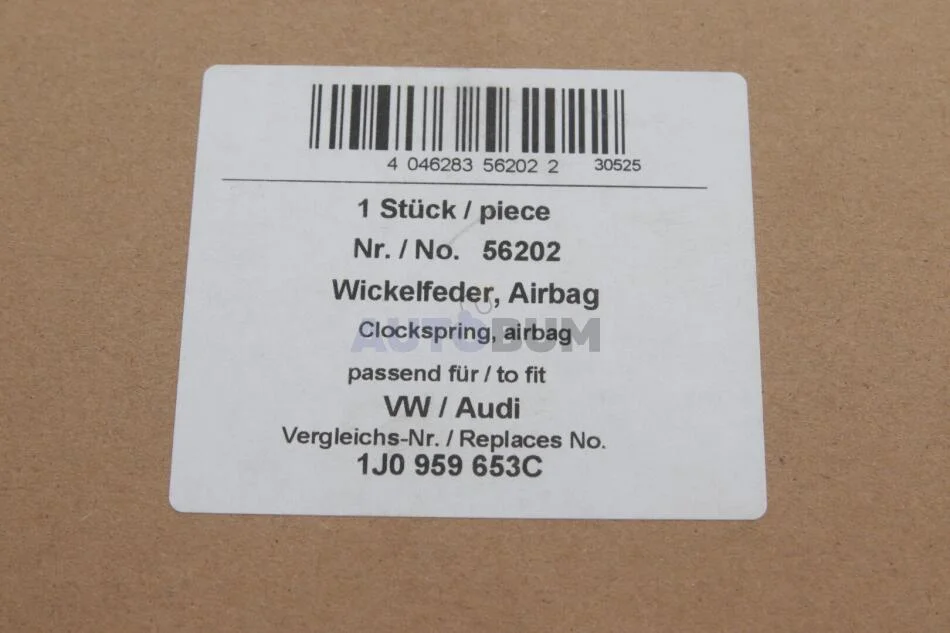 4 046283 56202 2 30525
1 Stück / piece
Nr. / No. 56202
Wickelfeder, Airbag
Clockspring, airbag
AUTOBUM
passend für / to fit
VW / Audi
Vergleichs-Nr. / Replaces No.
1J0 959 653C